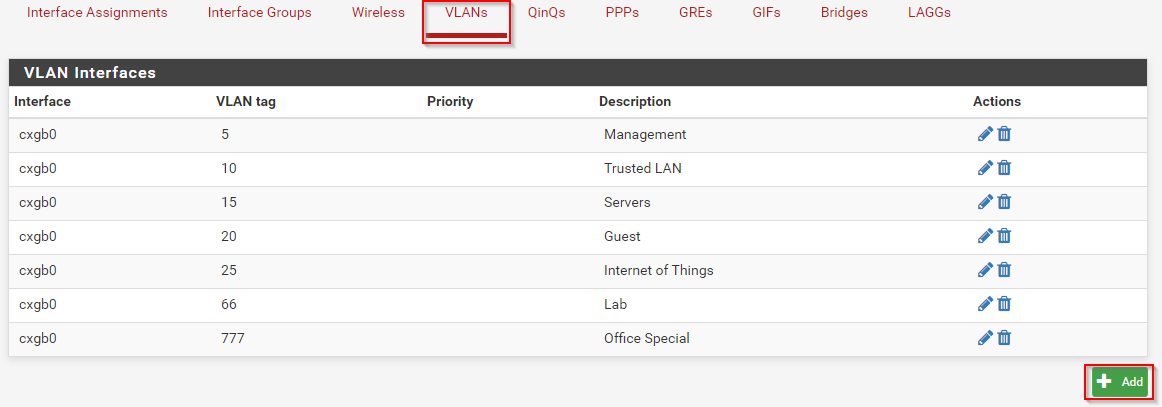 Interface Assignments Interface Groups Wireless VLANs QinQs PPPs GREs GIFs Bridges LAGGs
VLAN Interfaces
Interface VLAN tag Priority Description Actions
cxgb0 5 Management
cxgb0 10 Trusted LAN
cxgb0 15 Servers
cxgb0 20 Guest
cxgb0 25 Internet of Things
cxgb0 66 Lab
cxgb0 777 Office Special
Add